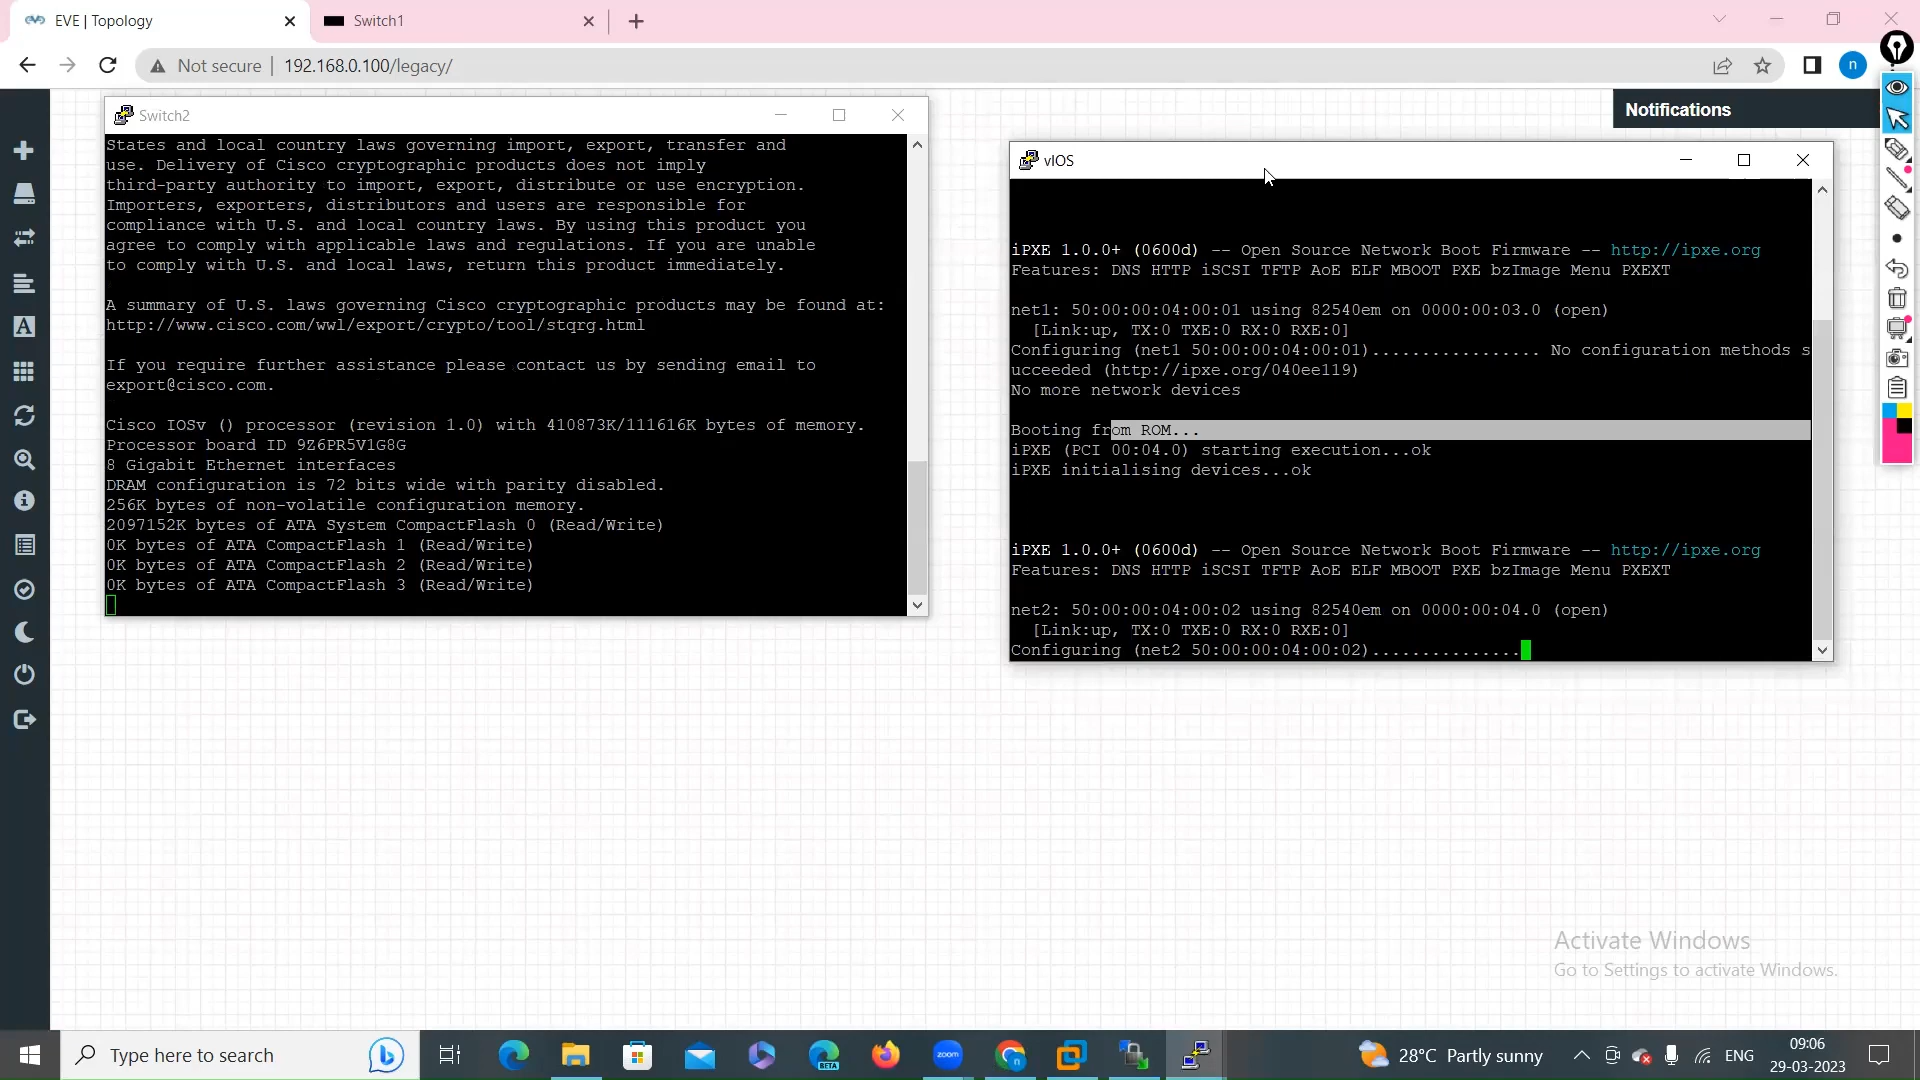 EVE | Topology
Switch1
Not secure
192.168.0.100/legacy/
n
Notifications
Switch2
States and local country laws governing import, export, transfer and
use. Delivery of Cisco cryptographic products does not imply
third-party authority to import, export, distribute or use encryption.
Importers, exporters, distributors and users are responsible for
compliance with U.S. and local country laws. By using this product you
agree to comply with applicable laws and regulations. If you are unable
to comply with U.S. and local laws, return this product immediately.
A summary of U.S. laws governing Cisco cryptographic products may be found at:
http://www.cisco.com/wwl/export/crypto/tool/stqrg.html
If you require further assistance please contact us by sending email to
export@cisco.com.
Cisco IOSv () processor (revision 1.0) with 410873K/111616K bytes of memory.
Processor board ID 9Z6PR5V1G8G
8 Gigabit Ethernet interfaces
DRAM configuration is 72 bits wide with parity disabled.
256K bytes of non-volatile configuration memory.
2097152K bytes of ATA System CompactFlash 0 (Read/Write)
0K bytes of ATA CompactFlash 1 (Read/Write)
0K bytes of ATA CompactFlash 2 (Read/Write)
0K bytes of ATA CompactFlash 3 (Read/Write)
vIOS
iPXE 1.0.0+ (0600d) -- Open Source Network Boot Firmware -- http://ipxe.org
Features: DNS HTTP iSCSI TFTP AoE ELF MBOOT PXE bzImage Menu PXEXT
net1: 50:00:00:04:00:01 using 82540em on 0000:00:03.0 (open)
[Link:up, TX:0 TXE:0 RX:0 RXE:0]
Configuring (net1 50:00:00:04:00:01)................. No configuration methods s
ucceeded (http://ipxe.org/040ee119)
No more network devices
Booting from ROM...
iPXE (PCI 00:04.0) starting execution...ok
iPXE initialising devices...ok
iPXE 1.0.0+ (0600d) -- Open Source Network Boot Firmware -- http://ipxe.org
Features: DNS HTTP iSCSI TFTP AoE ELF MBOOT PXE bzImage Menu PXEXT
net2: 50:00:00:04:00:02 using 82540em on 0000:00:04.0 (open)
[Link:up, TX:0 TXE:0 RX:0 RXE:0]
Configuring (net2 50:00:00:04:00:02)...............
Activate Windows
Go to Settings to activate Windows.
Type here to search
BETA
zoom
n
28°C Partly sunny
ENG
09:06
29-03-2023